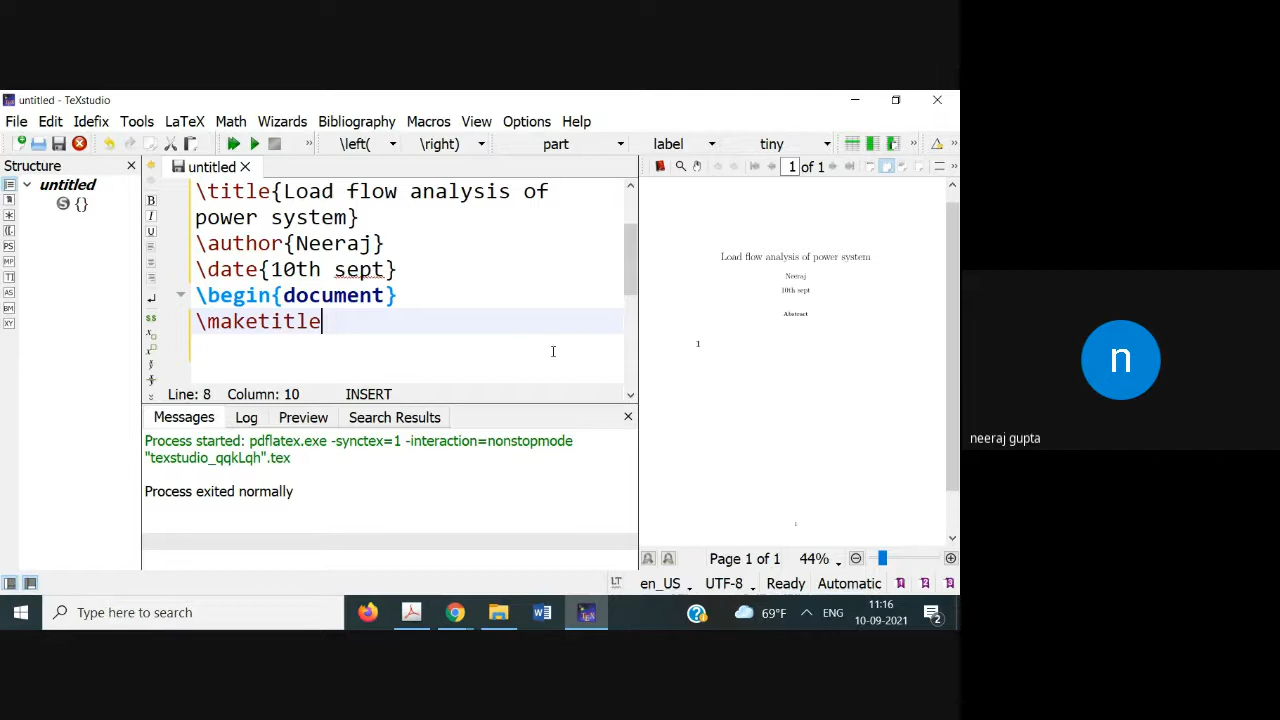 untitled - TeXstudio
File Edit Idefix Tools LaTeX Math Wizards Bibliography Macros View Options Help
\left( \right) part label tiny
Structure untitled 1 of 1
untitled
{}
\title{Load flow analysis of
power system}
\author{Neeraj}
\date{10th sept}
\begin{document}
\maketitle
Line: 8 Column: 10 INSERT
Messages Log Preview Search Results
Process started: pdflatex.exe -synctex=1 -interaction=nonstopmode
"texstudio_qqkLqh".tex
Process exited normally
Load flow analysis of power system
Neeraj
10th sept
Abstract
1
1
Page 1 of 1 44%
LT en_US UTF-8 Ready Automatic
Type here to search
69°F ENG
11:16
10-09-2021
2
n
neeraj gupta